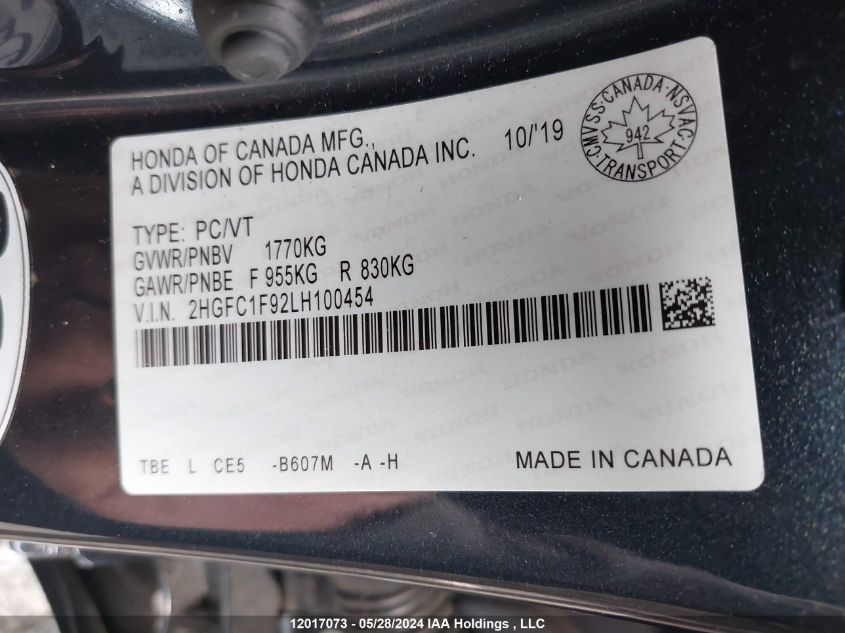 HONDA OF CANADA MFG.,
A DIVISION OF HONDA CANADA INC. 10/'19
CMVSS · CANADA · NSVAC · TRANSPORT ·
942
TYPE: PC/VT
GVWR/PNBV 1770KG
GAWR/PNBE F 955KG R 830KG
V.I.N. 2HGFC1F92LH100454
TBE L CE5 -B607M -A -H MADE IN CANADA
12017073 - 05/28/2024 IAA Holdings , LLC